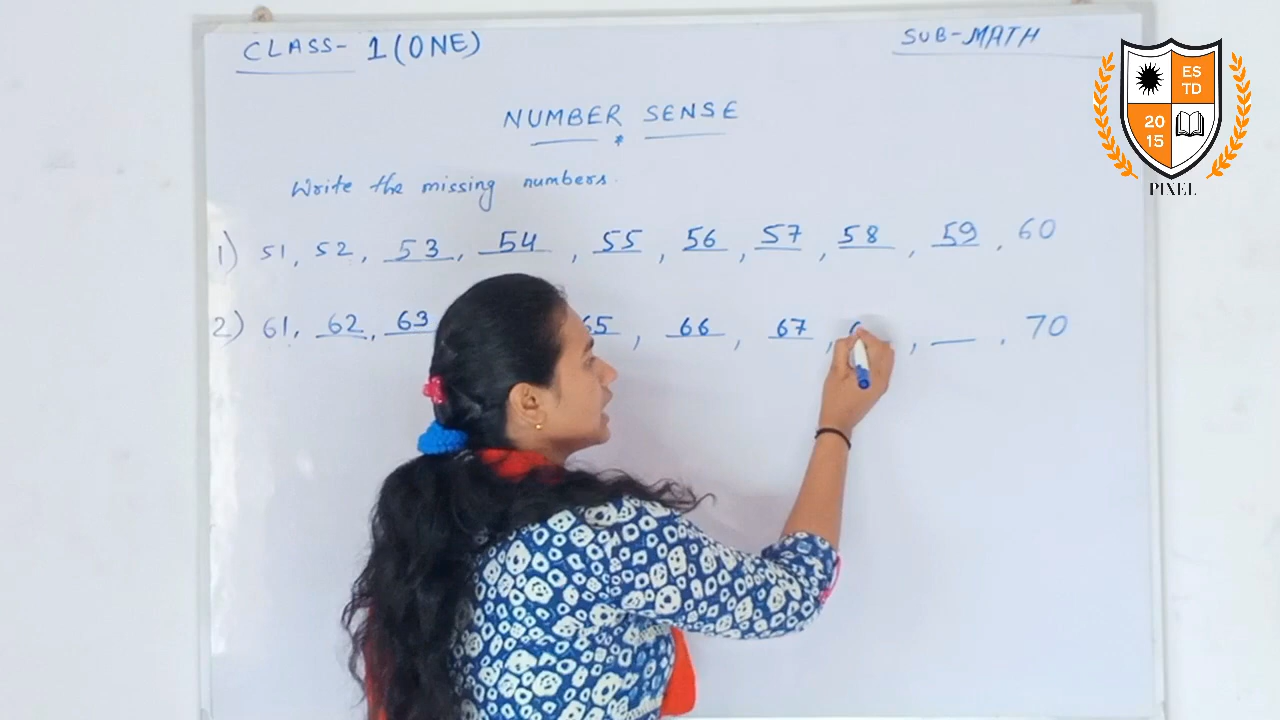 CLASS- 1 (ONE)
SUB-MATH
ES
TD
20
15
PIXEL
NUMBER SENSE
Write the missing numbers.
1) 51, 52, 53, 54, 55, 56, 57, 58, 59, 60
2) 61, 62, 63, 65, 66, 67, , __ , 70